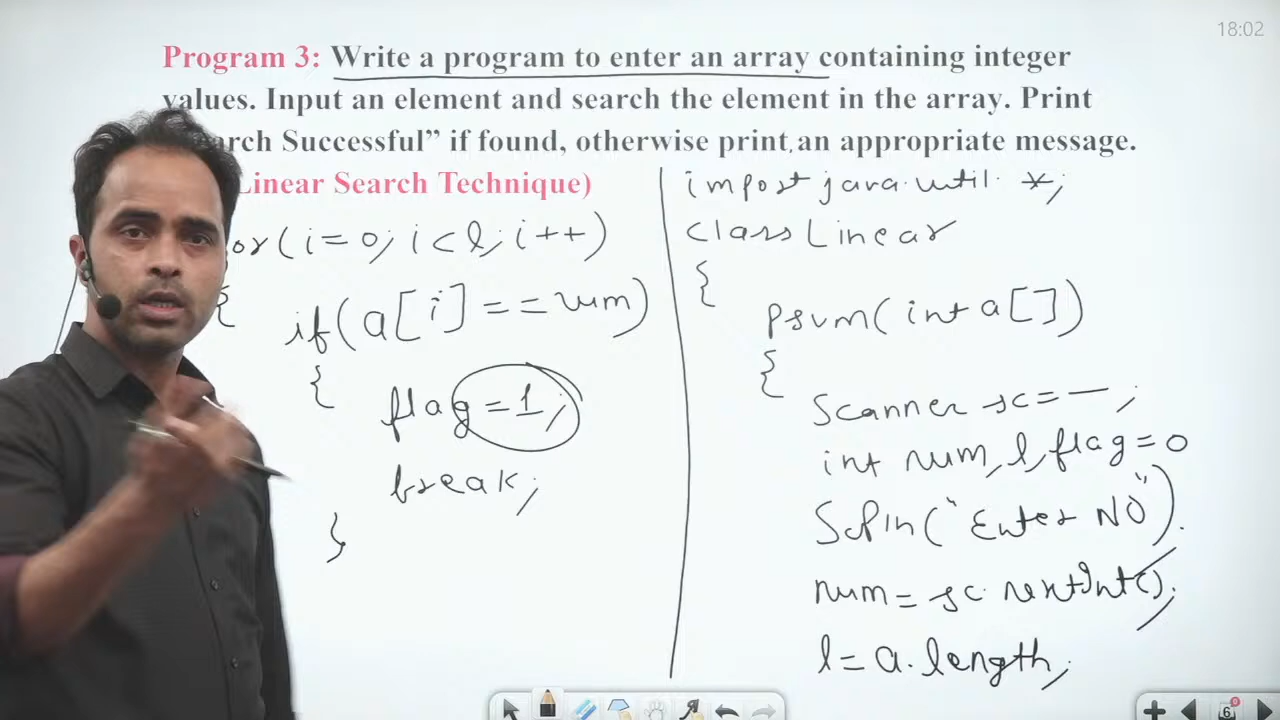 18:02
Program 3: Write a program to enter an array containing integer
values. Input an element and search the element in the array. Print
Successful” if found, otherwise print an appropriate message.
Linear Search Technique)
(i=0; i<l; i++)
{
if(a[i]==num)
{
flag=1;
break;
}
import java.util.*;
class Linear
{
psvm(int a[])
{
Scanner sc=—;
int num, l, flag=0
Sopln("Enter NO").
num=sc.nextInt();
l=a.length;
6